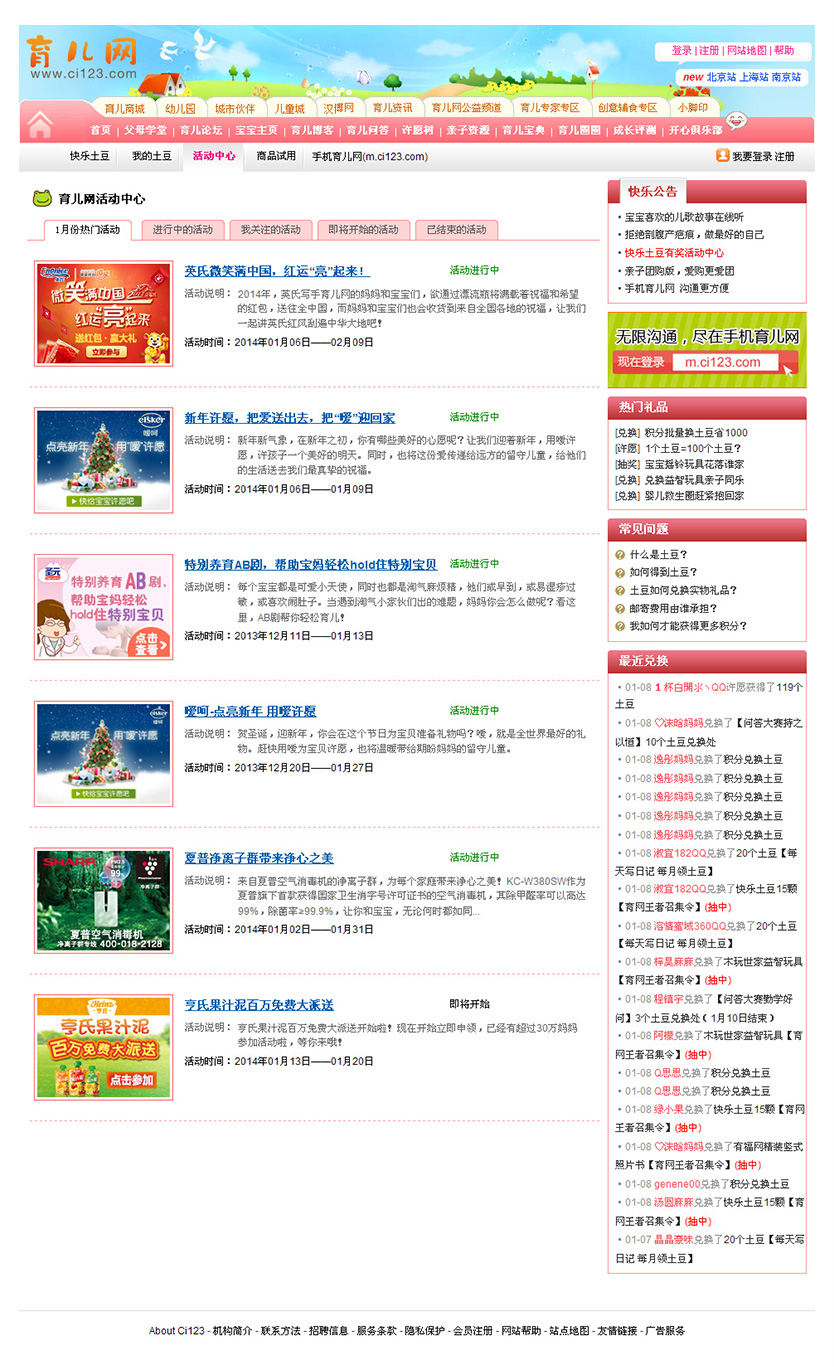 育儿网
www.ci123.com
登录 | 注册 | 网站地图 | 帮助
new 北京站 上海站 南京站
育儿商城 幼儿园 城市伙伴 儿童城 汉博网 育儿资讯 育儿网公益频道 育儿专家专区 创意辅食专区 小脚印
首页 | 父母学堂 | 育儿论坛 | 宝宝主页 | 育儿博客 | 育儿问答 | 许愿树 | 亲子资源 | 育儿宝典 | 育儿圈圈 | 成长评测 | 开心俱乐部
快乐土豆 我的土豆 活动中心 商品试用 手机育儿网(m.ci123.com) 我要登录 注册
育儿网活动中心
1月份热门活动 进行中的活动 我关注的活动 即将开始的活动 已结束的活动
微笑满中国
红运亮起来
送红包·赢大礼
立即参与
英氏微笑满中国，红运“亮”起来！ 活动进行中
活动说明： 2014年，英氏写手育儿网的妈妈和宝宝们，欲通过漂流瓶将满载着祝福和希望
的红包，送往全中国，而妈妈和宝宝们也会收货到来自全国各地的祝福，让我们
一起讲英氏红风刮遍中华大地吧！
活动时间：2014年01月06日——02月09日
eisker
嗳呵
点亮新年 用“嗳”许愿
快给宝宝许愿吧
新年许愿，把爱送出去，把“嗳”迎回家 活动进行中
活动说明： 新年新气象，在新年之初，你有哪些美好的心愿呢？让我们迎着新年，用嗳许
愿，许孩子一个美好的明天。同时，也将这份爱传递给远方的留守儿童，给他们
的生活送去我们最真挚的祝福。
活动时间：2014年01月06日——01月09日
特别养育AB剧，
帮助宝妈轻松
hold住特别宝贝
点击
查看
特别养育AB剧，帮助宝妈轻松hold住特别宝贝 活动进行中
活动说明： 每个宝宝都是可爱小天使，同时也都是淘气麻烦精，他们或早到，或易湿疹过
敏，或喜欢闹肚子。当遇到淘气小家伙们出的难题，妈妈你会怎么做呢？看这
里，AB剧帮你轻松育儿！
活动时间：2013年12月11日——01月13日
eisker
嗳呵
点亮新年 用“嗳”许愿
快给宝宝许愿吧
嗳呵-点亮新年 用嗳许愿 活动进行中
活动说明： 贺圣诞，迎新年，你会在这个节日为宝贝准备礼物吗？嗳，就是全世界最好的礼
物。赶快用嗳为宝贝许愿，也将温暖带给期盼妈妈的留守儿童。
活动时间：2013年12月20日——01月27日
SHARP
PM2.5
99
净离子群
夏普空气消毒机
净离子群专线 400-018-2128
夏普净离子群带来净心之美 活动进行中
活动说明： 来自夏普空气消毒机的净离子群，为每个家庭带来净心之美！KC-W380SW作为
夏普旗下首款获得国家卫生消字号许可证书的空气消毒机，其除甲醛率可以高达
99%，除菌率≥99.9%，让你和宝宝，无论何时都如同...
活动时间：2014年01月02日——01月31日
Heinz
亨氏
亨氏果汁泥
百万免费大派送
点击参加
亨氏果汁泥百万免费大派送 即将开始
活动说明： 亨氏果汁泥百万免费大派送开始啦！现在开始立即申领，已经有超过30万妈妈
参加活动啦，等你来哦！
活动时间：2014年01月13日——01月20日
快乐公告
• 宝宝喜欢的儿歌故事在线听
• 拒绝剖腹产疤痕，做最好的自己
• 快乐土豆有奖活动中心
• 亲子团购版，爱购更爱团
• 手机育儿网 沟通更方便
无限沟通，尽在手机育儿网
现在登录 m.ci123.com
热门礼品
[兑换] 积分批量换土豆省1000
[许愿] 1个土豆=100个土豆？
[抽奖] 宝宝摇铃玩具花落谁家
[兑换] 兑换益智玩具亲子同乐
[兑换] 婴儿救生圈赶紧抱回家
常见问题
什么是土豆？
如何得到土豆？
土豆如何兑换实物礼品？
邮寄费用由谁承担？
我如何才能获得更多积分？
最近兑换
• 01-08 1 杯白開水丶QQ许愿获得了119个
土豆
• 01-08 ♡沫晗妈妈兑换了【问答大赛持之
以恒】10个土豆兑换处
• 01-08 逸彤妈妈兑换了积分兑换土豆
• 01-08 逸彤妈妈兑换了积分兑换土豆
• 01-08 逸彤妈妈兑换了积分兑换土豆
• 01-08 逸彤妈妈兑换了积分兑换土豆
• 01-08 逸彤妈妈兑换了积分兑换土豆
• 01-08 淑宜182QQ兑换了20个土豆【每
天写日记 每月领土豆】
• 01-08 淑宜182QQ兑换了快乐土豆15颗
【育网王者召集令】(抽中)
• 01-08 溶情蜜域360QQ兑换了20个土豆
【每天写日记 每月领土豆】
• 01-08 梓昊麻麻兑换了木玩世家益智玩具
【育网王者召集令】(抽中)
• 01-08 程镇宇兑换了【问答大赛勤学好
问】3个土豆兑换处（1月10日结束）
• 01-08 阿檬兑换了木玩世家益智玩具【育
网王者召集令】(抽中)
• 01-08 Q思思兑换了积分兑换土豆
• 01-08 Q思思兑换了积分兑换土豆
• 01-08 绿小果兑换了快乐土豆15颗【育网
王者召集令】(抽中)
• 01-08 ♡沫晗妈妈兑换了有福网精装竖式
照片书【育网王者召集令】(抽中)
• 01-08 genene00兑换了积分兑换土豆
• 01-08 汤圆麻麻兑换了快乐土豆15颗【育
网王者召集令】(抽中)
• 01-07 晶晶豪味兑换了20个土豆【每天写
日记 每月领土豆】
About Ci123 - 机构简介 - 联系方法 - 招聘信息 - 服务条款 - 隐私保护 - 会员注册 - 网站帮助 - 站点地图 - 友情链接 - 广告服务